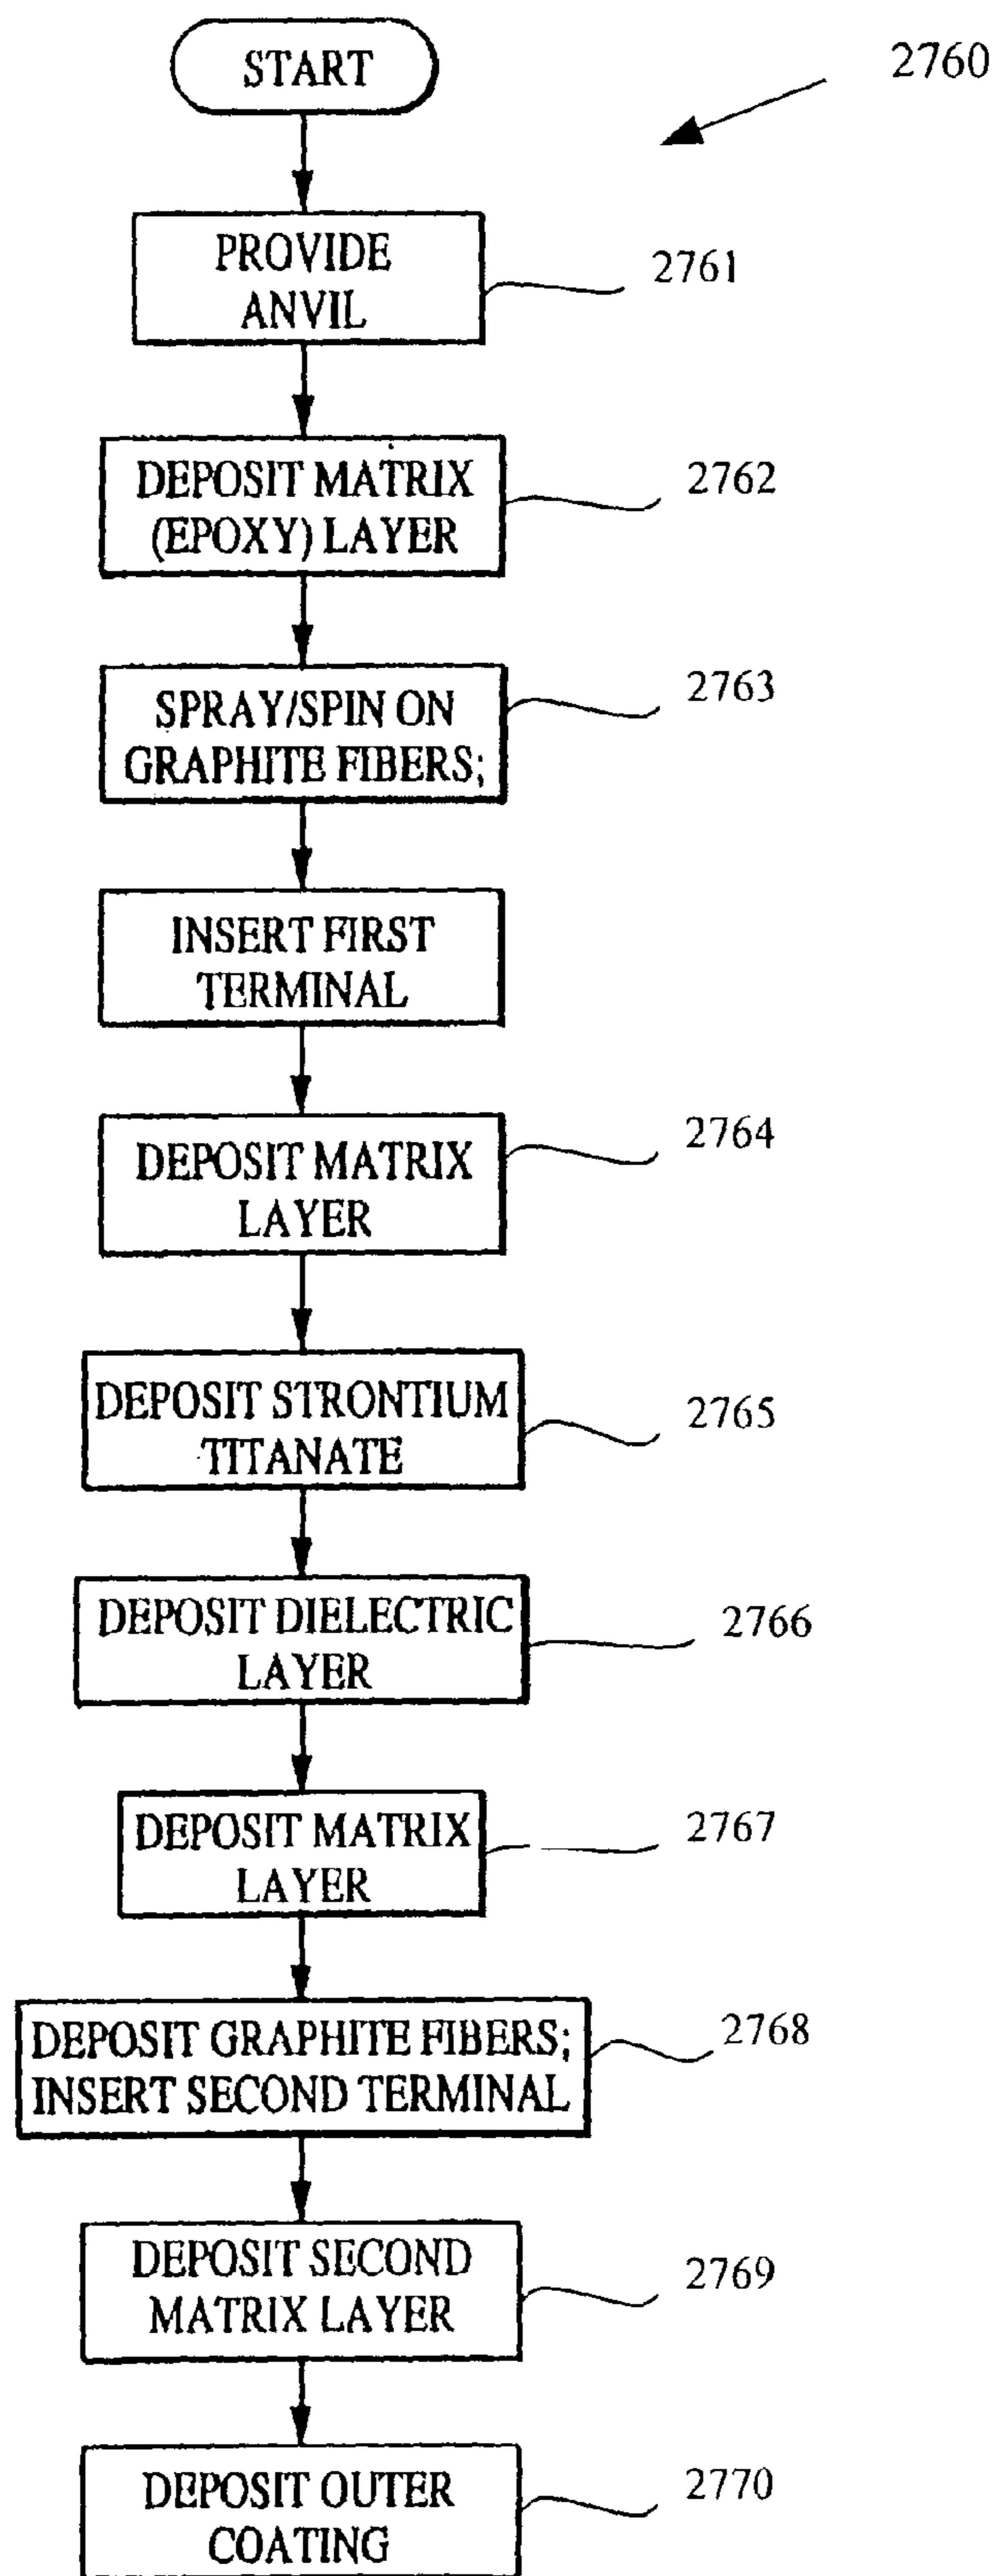 START
2760
PROVIDE
ANVIL
2761
DEPOSIT MATRIX
(EPOXY) LAYER
2762
SPRAY/SPIN ON
GRAPHITE FIBERS;
2763
INSERT FIRST
TERMINAL
DEPOSIT MATRIX
LAYER
2764
DEPOSIT STRONTIUM
TITANATE
2765
DEPOSIT DIELECTRIC
LAYER
2766
DEPOSIT MATRIX
LAYER
2767
DEPOSIT GRAPHITE FIBERS;
INSERT SECOND TERMINAL
2768
DEPOSIT SECOND
MATRIX LAYER
2769
DEPOSIT OUTER
COATING
2770